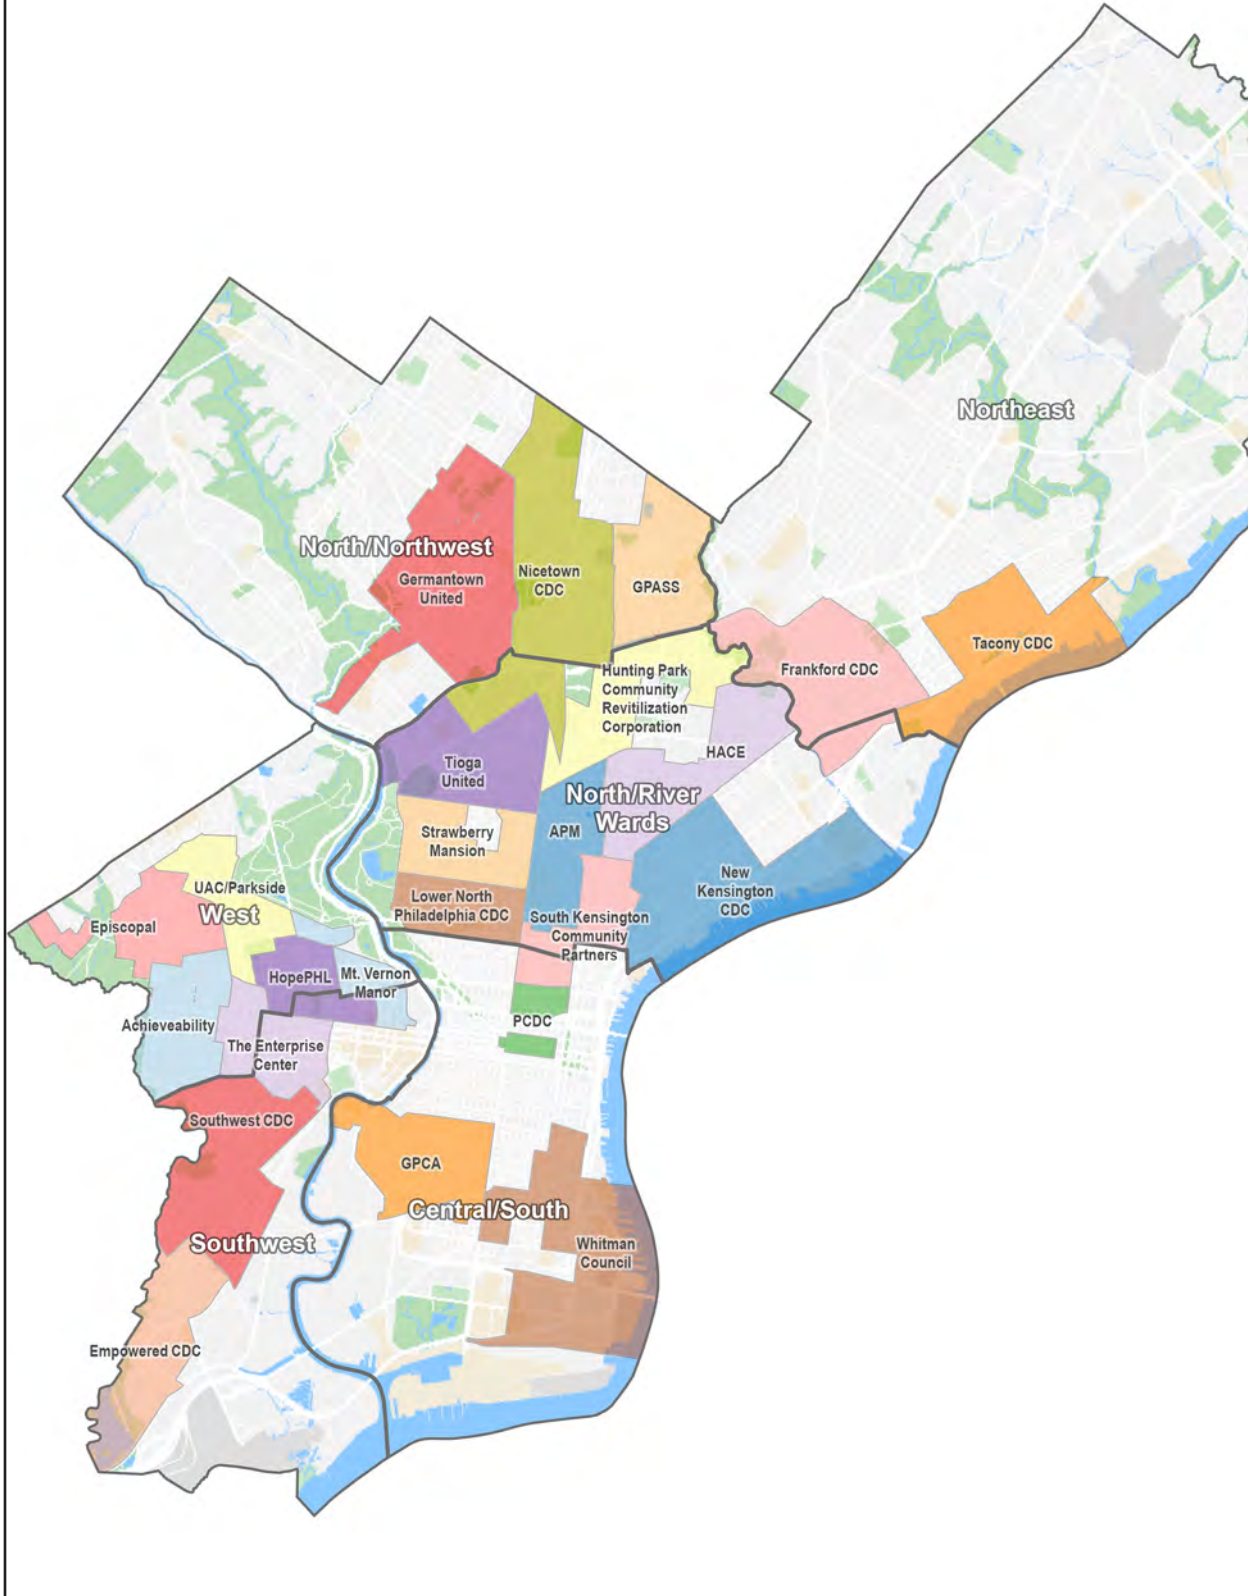 Northeast
North/Northwest
Germantown
United
Nicetown
CDC
GPASS
Tacony CDC
Frankford CDC
Hunting Park
Community
Revitilization
Corporation
HACE
Tioga
United
North/River
Wards
Strawberry
Mansion
APM
New
Kensington
CDC
UAC/Parkside
West
Episcopal
Lower North
Philadelphia CDC
South Kensington
Community
Partners
HopePHL
Mt. Vernon
Manor
Achieveability
PCDC
The Enterprise
Center
Southwest CDC
GPCA
Central/South
Southwest
Whitman
Council
Empowered CDC